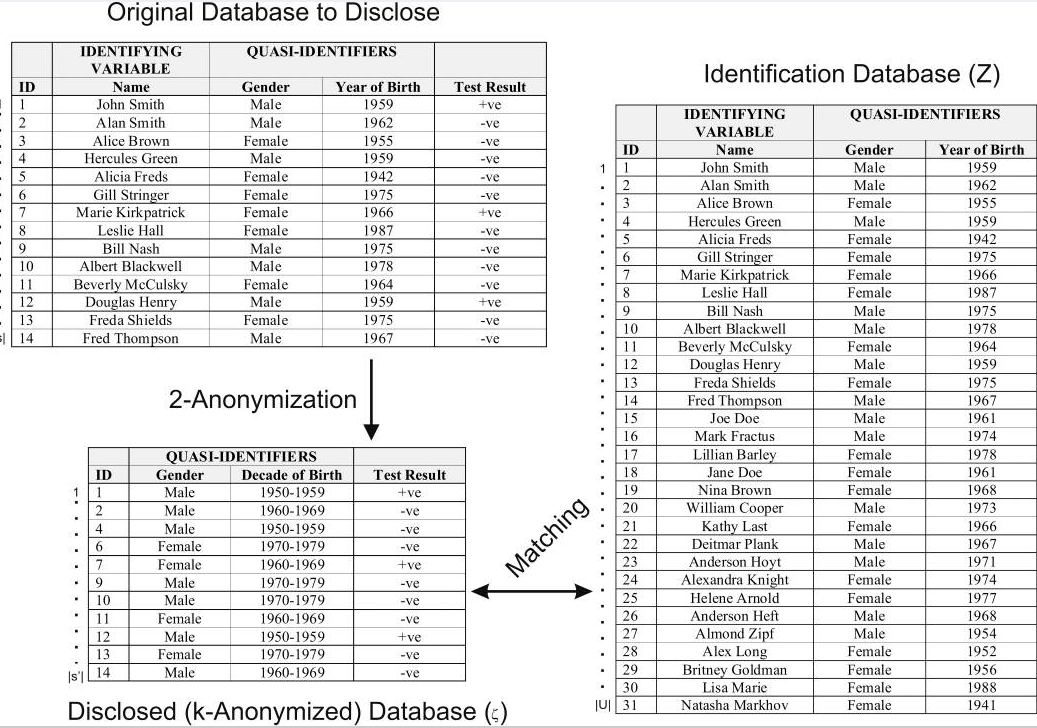 Original Database to Disclose
IDENTIFYING VARIABLE QUASI-IDENTIFIERS
ID Name Gender Year of Birth Test Result
1 John Smith Male 1959 +ve
2 Alan Smith Male 1962 -ve
3 Alice Brown Female 1955 -ve
4 Hercules Green Male 1959 -ve
5 Alicia Freds Female 1942 -ve
6 Gill Stringer Female 1975 -ve
7 Marie Kirkpatrick Female 1966 +ve
8 Leslie Hall Female 1987 -ve
9 Bill Nash Male 1975 -ve
10 Albert Blackwell Male 1978 -ve
11 Beverly McCulsky Female 1964 -ve
12 Douglas Henry Male 1959 +ve
13 Freda Shields Female 1975 -ve
14 Fred Thompson Male 1967 -ve
2-Anonymization
QUASI-IDENTIFIERS
ID Gender Decade of Birth Test Result
1 1 Male 1950-1959 +ve
2 Male 1960-1969 -ve
4 Male 1950-1959 -ve
6 Female 1970-1979 -ve
7 Female 1960-1969 +ve
9 Male 1970-1979 -ve
10 Male 1970-1979 -ve
11 Female 1960-1969 -ve
12 Male 1950-1959 +ve
13 Female 1970-1979 -ve
|s'| 14 Male 1960-1969 -ve
Disclosed (k-Anonymized) Database (ζ)
Matching
Identification Database (Z)
IDENTIFYING VARIABLE QUASI-IDENTIFIERS
ID Name Gender Year of Birth
1 1 John Smith Male 1959
2 Alan Smith Male 1962
3 Alice Brown Female 1955
4 Hercules Green Male 1959
5 Alicia Freds Female 1942
6 Gill Stringer Female 1975
7 Marie Kirkpatrick Female 1966
8 Leslie Hall Female 1987
9 Bill Nash Male 1975
10 Albert Blackwell Male 1978
11 Beverly McCulsky Female 1964
12 Douglas Henry Male 1959
13 Freda Shields Female 1975
14 Fred Thompson Male 1967
15 Joe Doe Male 1961
16 Mark Fractus Male 1974
17 Lillian Barley Female 1978
18 Jane Doe Female 1961
19 Nina Brown Female 1968
20 William Cooper Male 1973
21 Kathy Last Female 1966
22 Deitmar Plank Male 1967
23 Anderson Hoyt Male 1971
24 Alexandra Knight Female 1974
25 Helene Arnold Female 1977
26 Anderson Heft Male 1968
27 Almond Zipf Male 1954
28 Alex Long Female 1952
29 Britney Goldman Female 1956
30 Lisa Marie Female 1988
|U| 31 Natasha Markhov Female 1941